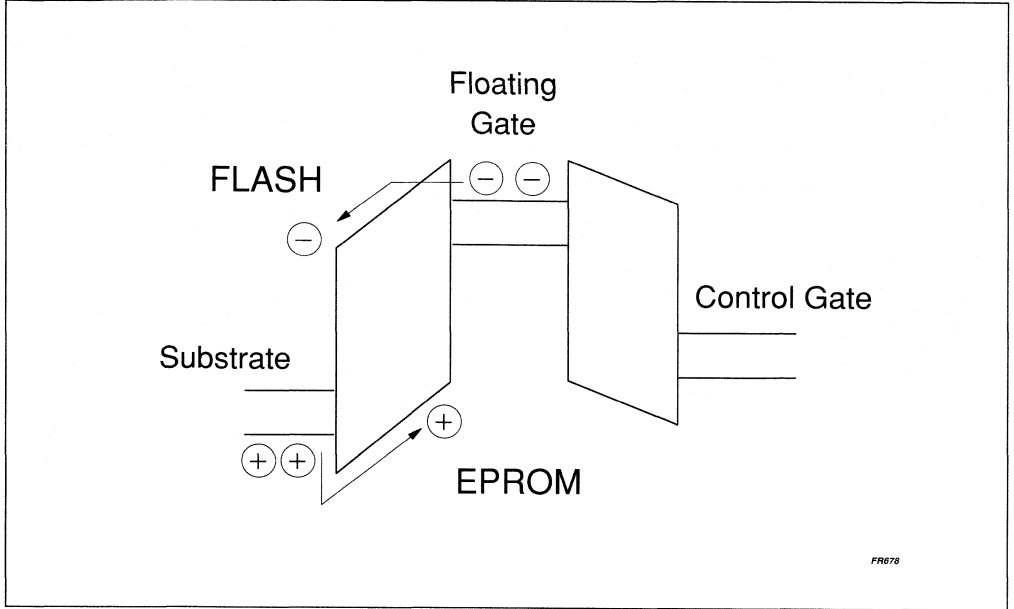 Floating
Gate
FLASH
− −
−
Control Gate
Substrate
+
+ +
EPROM
FR678